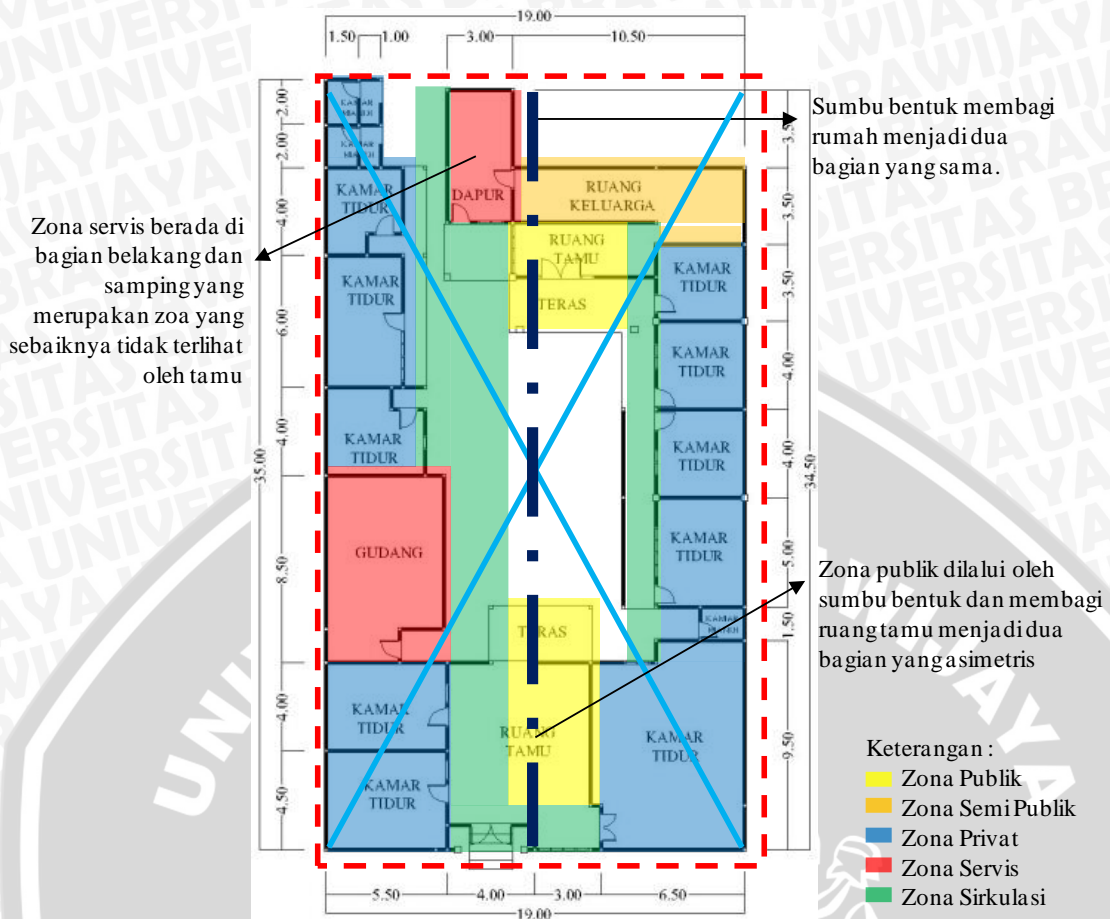 19.00
1.50 1.00 3.00 10.50
2.00
2.00
4.00
6.00
4.00
35.00
8.50
4.00
4.50
KAMAR
KAMAR
KAMAR
TIDUR
KAMAR
TIDUR
KAMAR
TIDUR
GUDANG
KAMAR
TIDUR
KAMAR
TIDUR
DAPUR
RUANG
KELUARGA
RUANG
TAMU
TERAS
KAMAR
TIDUR
KAMAR
TIDUR
KAMAR
TIDUR
KAMAR
TIDUR
KAMAR
TERAS
RUANG
TAMU
KAMAR
TIDUR
3.50
3.50
4.00
4.00
34.50
5.00
1.50
9.50
5.50 4.00 3.00 6.50
19.00
Zona servis berada di
bagian belakang dan
samping yang
merupakan zoa yang
sebaiknya tidak terlihat
oleh tamu
Sumbu bentuk membagi
rumah menjadi dua
bagian yang sama.
Zona publik dilalui oleh
sumbu bentuk dan membagi
ruang tamu menjadi dua
bagian yang asimetris
Keterangan :
Zona Publik
Zona Semi Publik
Zona Privat
Zona Servis
Zona Sirkulasi